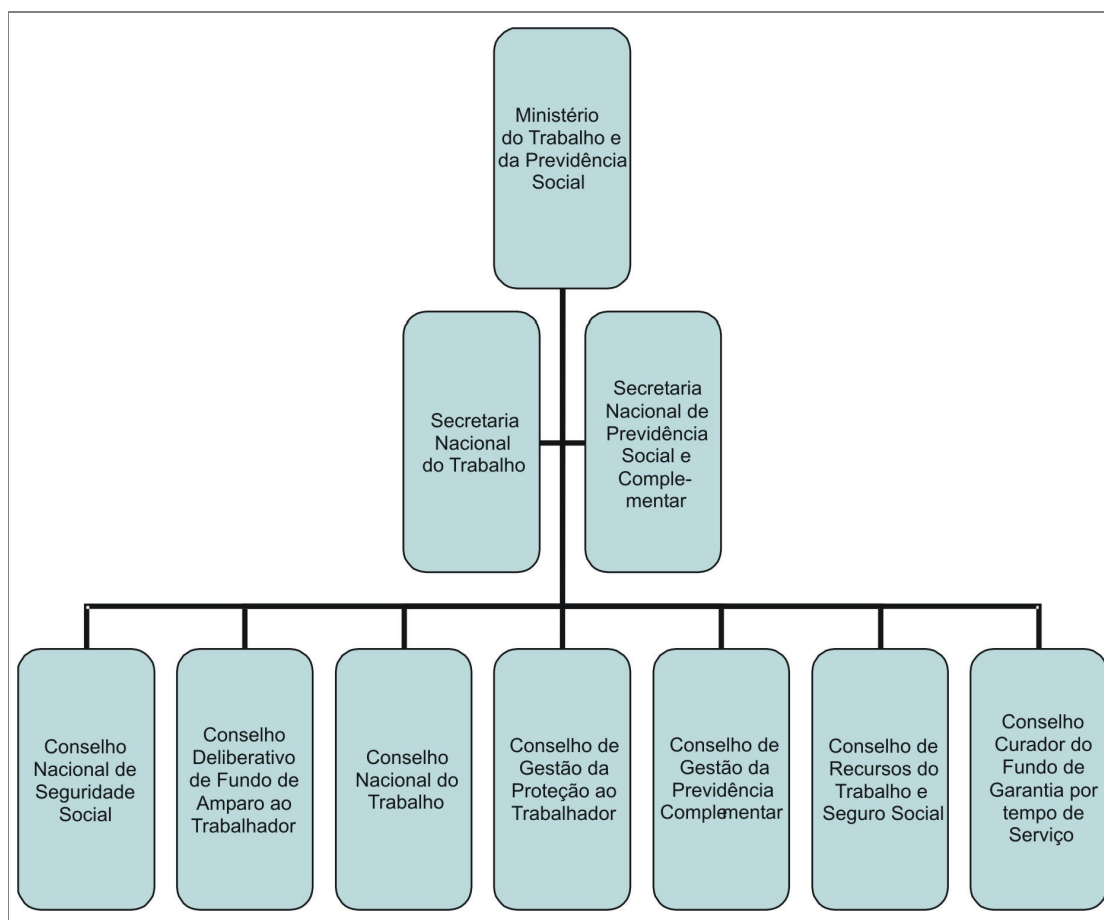 Ministério
do Trabalho e
da Previdência
Social
Secretaria
Nacional
do Trabalho
Secretaria
Nacional de
Previdência
Social e
Comple-
mentar
Conselho
Nacional de
Seguridade
Social
Conselho
Deliberativo
de Fundo de
Amparo ao
Trabalhador
Conselho
Nacional do
Trabalho
Conselho de
Gestão da
Proteção ao
Trabalhador
Conselho de
Gestão da
Previdência
Complementar
Conselho de
Recursos do
Trabalho e
Seguro Social
Conselho
Curador do
Fundo de
Garantia por
tempo de
Serviço